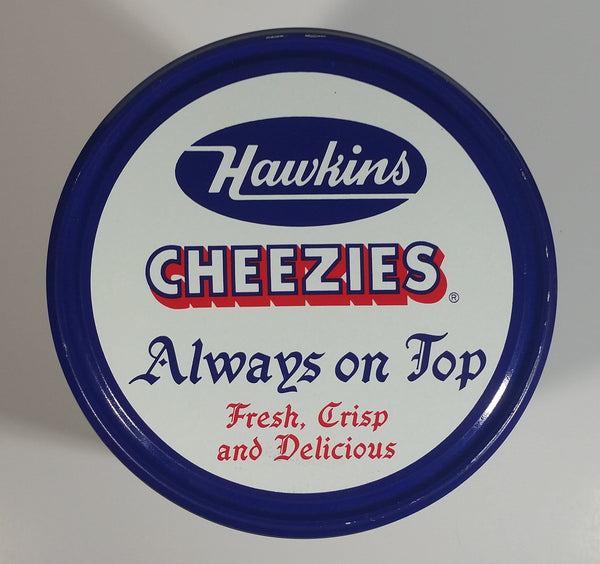 Hawkins
CHEEZIES®
Always on Top
Fresh, Crisp
and Delicious